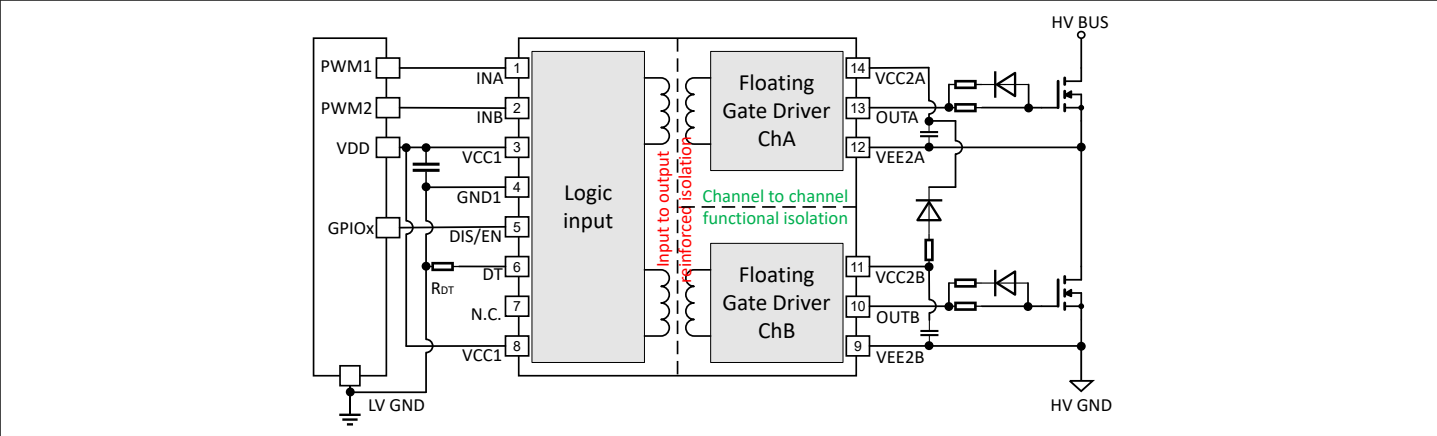 HV BUS
PWM1
INA
1
PWM2
INB
2
VDD
VCC1
3
GND1
4
GPIOx
DIS/EN
5
RDT
DT
6
N.C.
7
VCC1
8
LV GND
Logic
input
Input to output
reinforced isolation
Floating
Gate Driver
ChA
Channel to channel
functional isolation
Floating
Gate Driver
ChB
14
VCC2A
13
OUTA
12
VEE2A
11
VCC2B
10
OUTB
9
VEE2B
HV GND